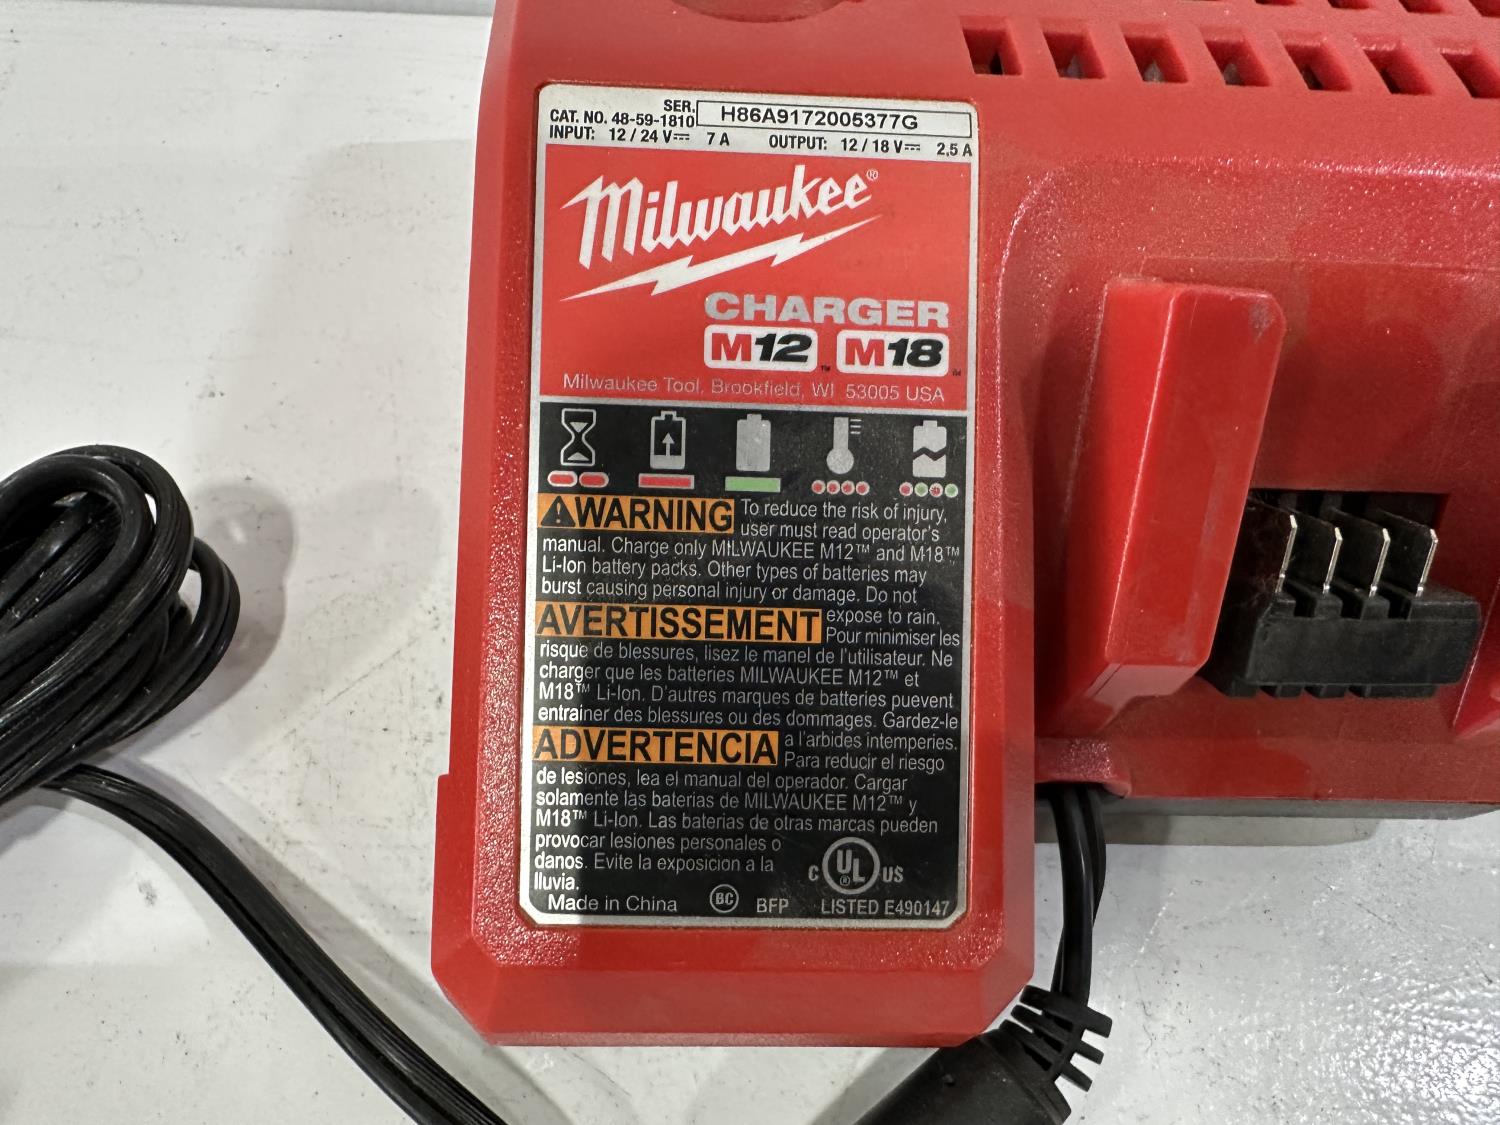 SER. H86A9172005377G
CAT. NO. 48-59-1810
INPUT: 12 / 24 V⎓ 7 A OUTPUT: 12 / 18 V⎓ 2,5 A
Milwaukee®
CHARGER
M12™ M18™
Milwaukee Tool, Brookfield, WI 53005 USA
⚠WARNING To reduce the risk of injury,
user must read operator's
manual. Charge only MILWAUKEE M12™ and M18™
Li-Ion battery packs. Other types of batteries may
burst causing personal injury or damage. Do not
expose to rain.
AVERTISSEMENT Pour minimiser les
risque de blessures, lisez le manel de l'utilisateur. Ne
charger que les batteries MILWAUKEE M12™ et
M18™ Li-Ion. D'autres marques de batteries puevent
entrainer des blessures ou des dommages. Gardez-le
a l'arbides intemperies.
ADVERTENCIA Para reducir el riesgo
de lesiones, lea el manual del operador. Cargar
solamente las baterias de MILWAUKEE M12™ y
M18™ Li-Ion. Las baterias de otras marcas pueden
provocar lesiones personales o
danos. Evite la exposicion a la
lluvia.
C UL® US
Made in China BC BFP LISTED E490147